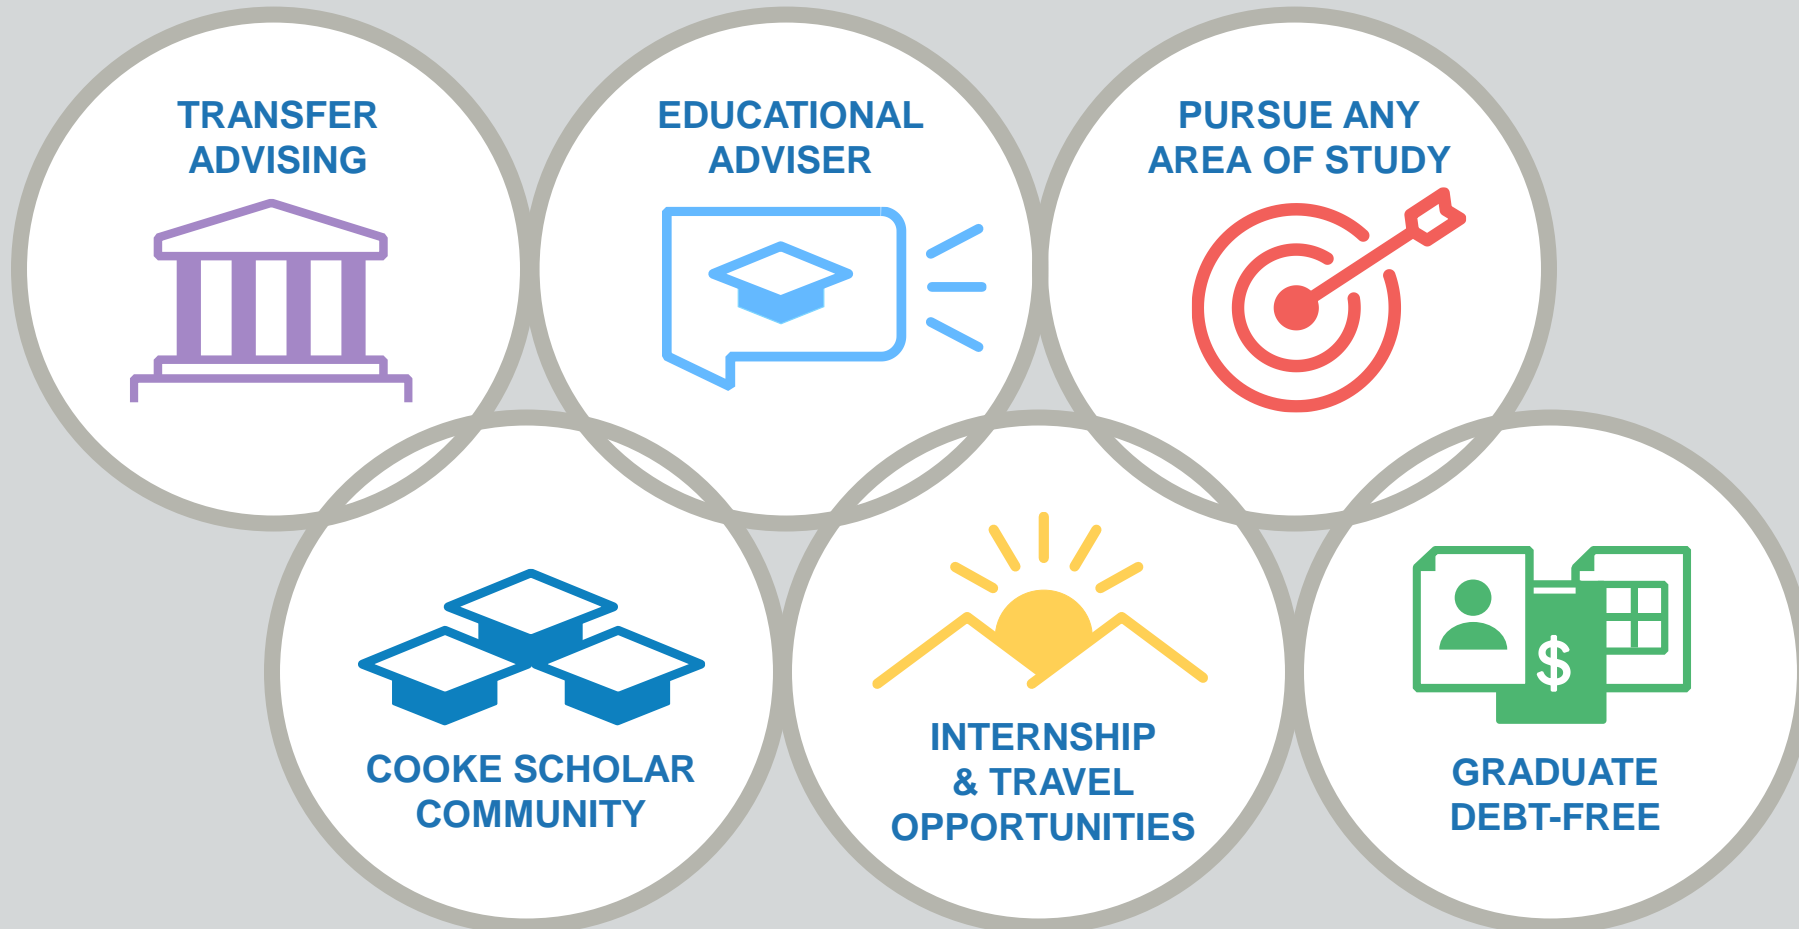 TRANSFER
ADVISING
EDUCATIONAL
ADVISER
PURSUE ANY
AREA OF STUDY
COOKE SCHOLAR
COMMUNITY
INTERNSHIP
& TRAVEL
OPPORTUNITIES
$
GRADUATE
DEBT-FREE